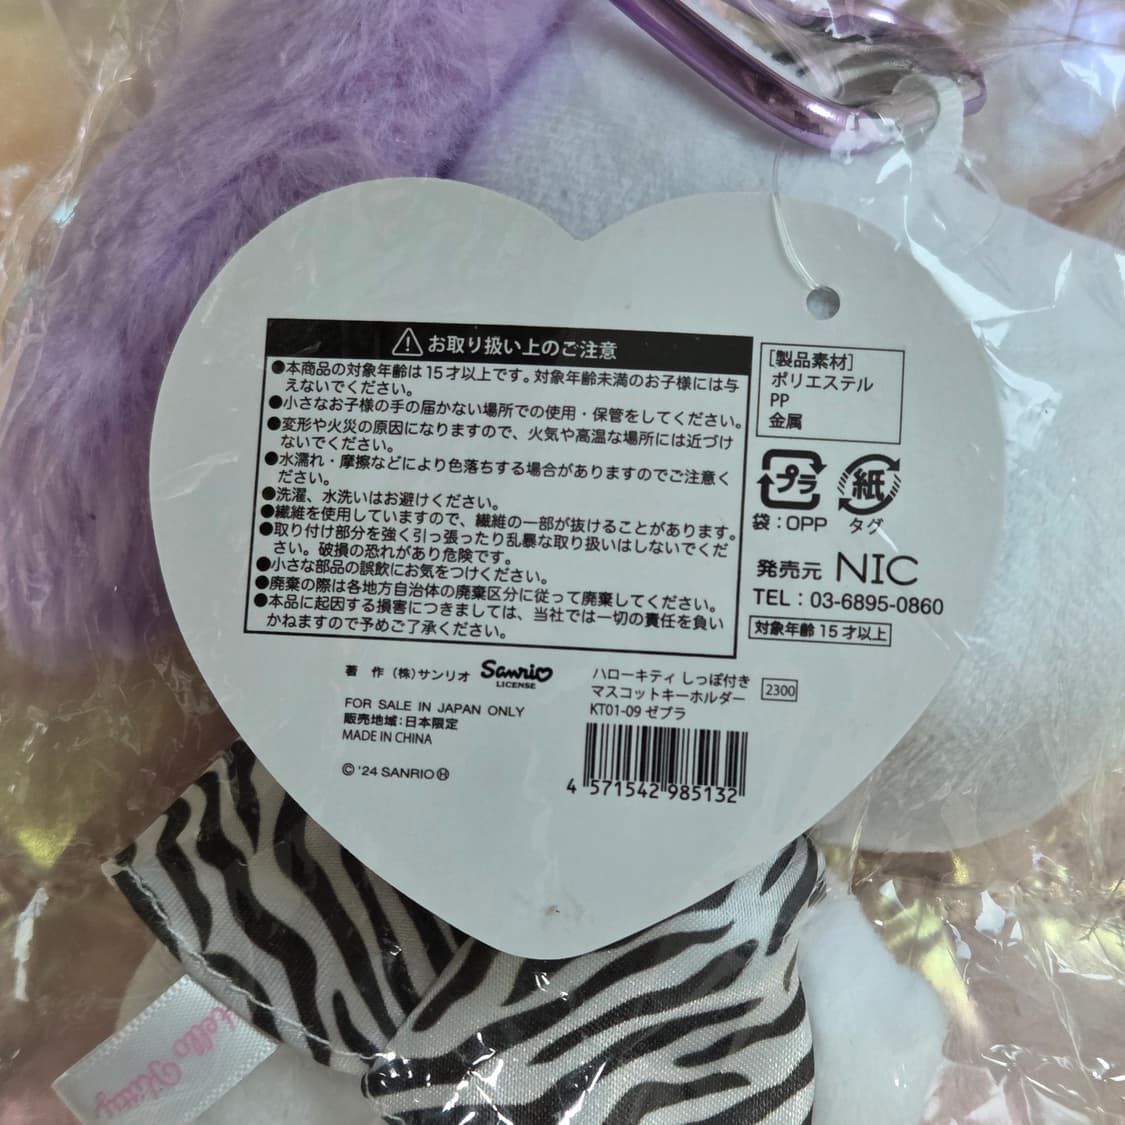 お取り扱い上のご注意
●本商品の対象年齢は15才以上です。対象年齢未満のお子様には与
えないでください。
●小さなお子様の手の届かない場所での使用・保管をしてください。
●変形や火災の原因になりますので、火気や高温な場所には近づけ
ないでください。
●水濡れ・摩擦などにより色落ちする場合がありますのでご注意く
ださい。
●洗濯、水洗いはお避けください。
●繊維を使用していますので、繊維の一部が抜けることがあります。
●取り付け部分を強く引っ張ったり乱暴な取り扱いはしないでくだ
さい。破損の恐れがあり危険です。
●小さな部品の誤飲にお気をつけください。
●廃棄の際は各地方自治体の廃棄区分に従って廃棄してください。
●本品に起因する損害につきましては、当社では一切の責任を負い
かねますので予めご了承ください。
[製品素材]
ポリエステル
PP
金属
プラ 紙
袋：OPP タグ
発売元 NIC
TEL：03-6895-0860
対象年齢15才以上
著 作 (株)サンリオ Sanrio
LICENSE
FOR SALE IN JAPAN ONLY
販売地域：日本限定
MADE IN CHINA
© '24 SANRIO Ⓗ
ハローキティ しっぽ付き
マスコットキーホルダー 2300
KT01-09 ゼブラ
4 571542 985132
Hello Kitty